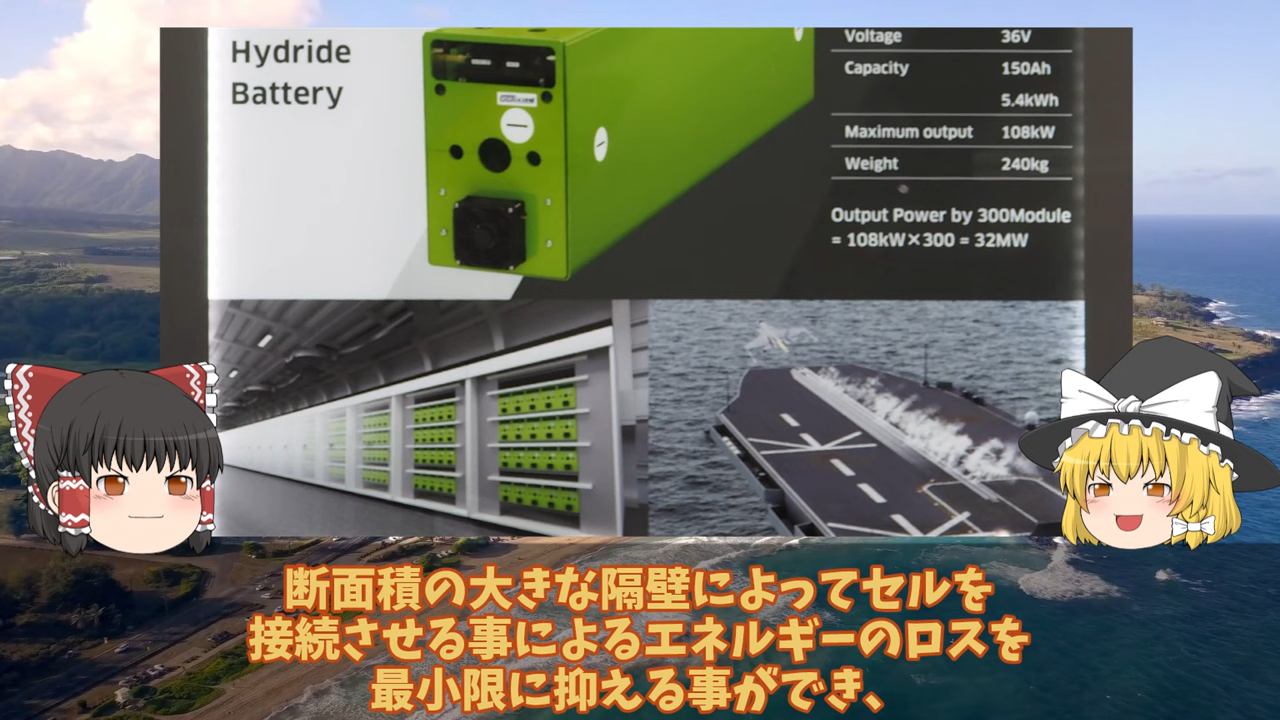 Hydride
Battery
Voltage 36V
Capacity 150Ah
5.4kWh
Maximum output 108kW
Weight 240kg
Output Power by 300Module
= 108kW×300 = 32MW
断面積の大きな隔壁によってセルを
接続させる事によるエネルギーのロスを
最小限に抑える事ができ、